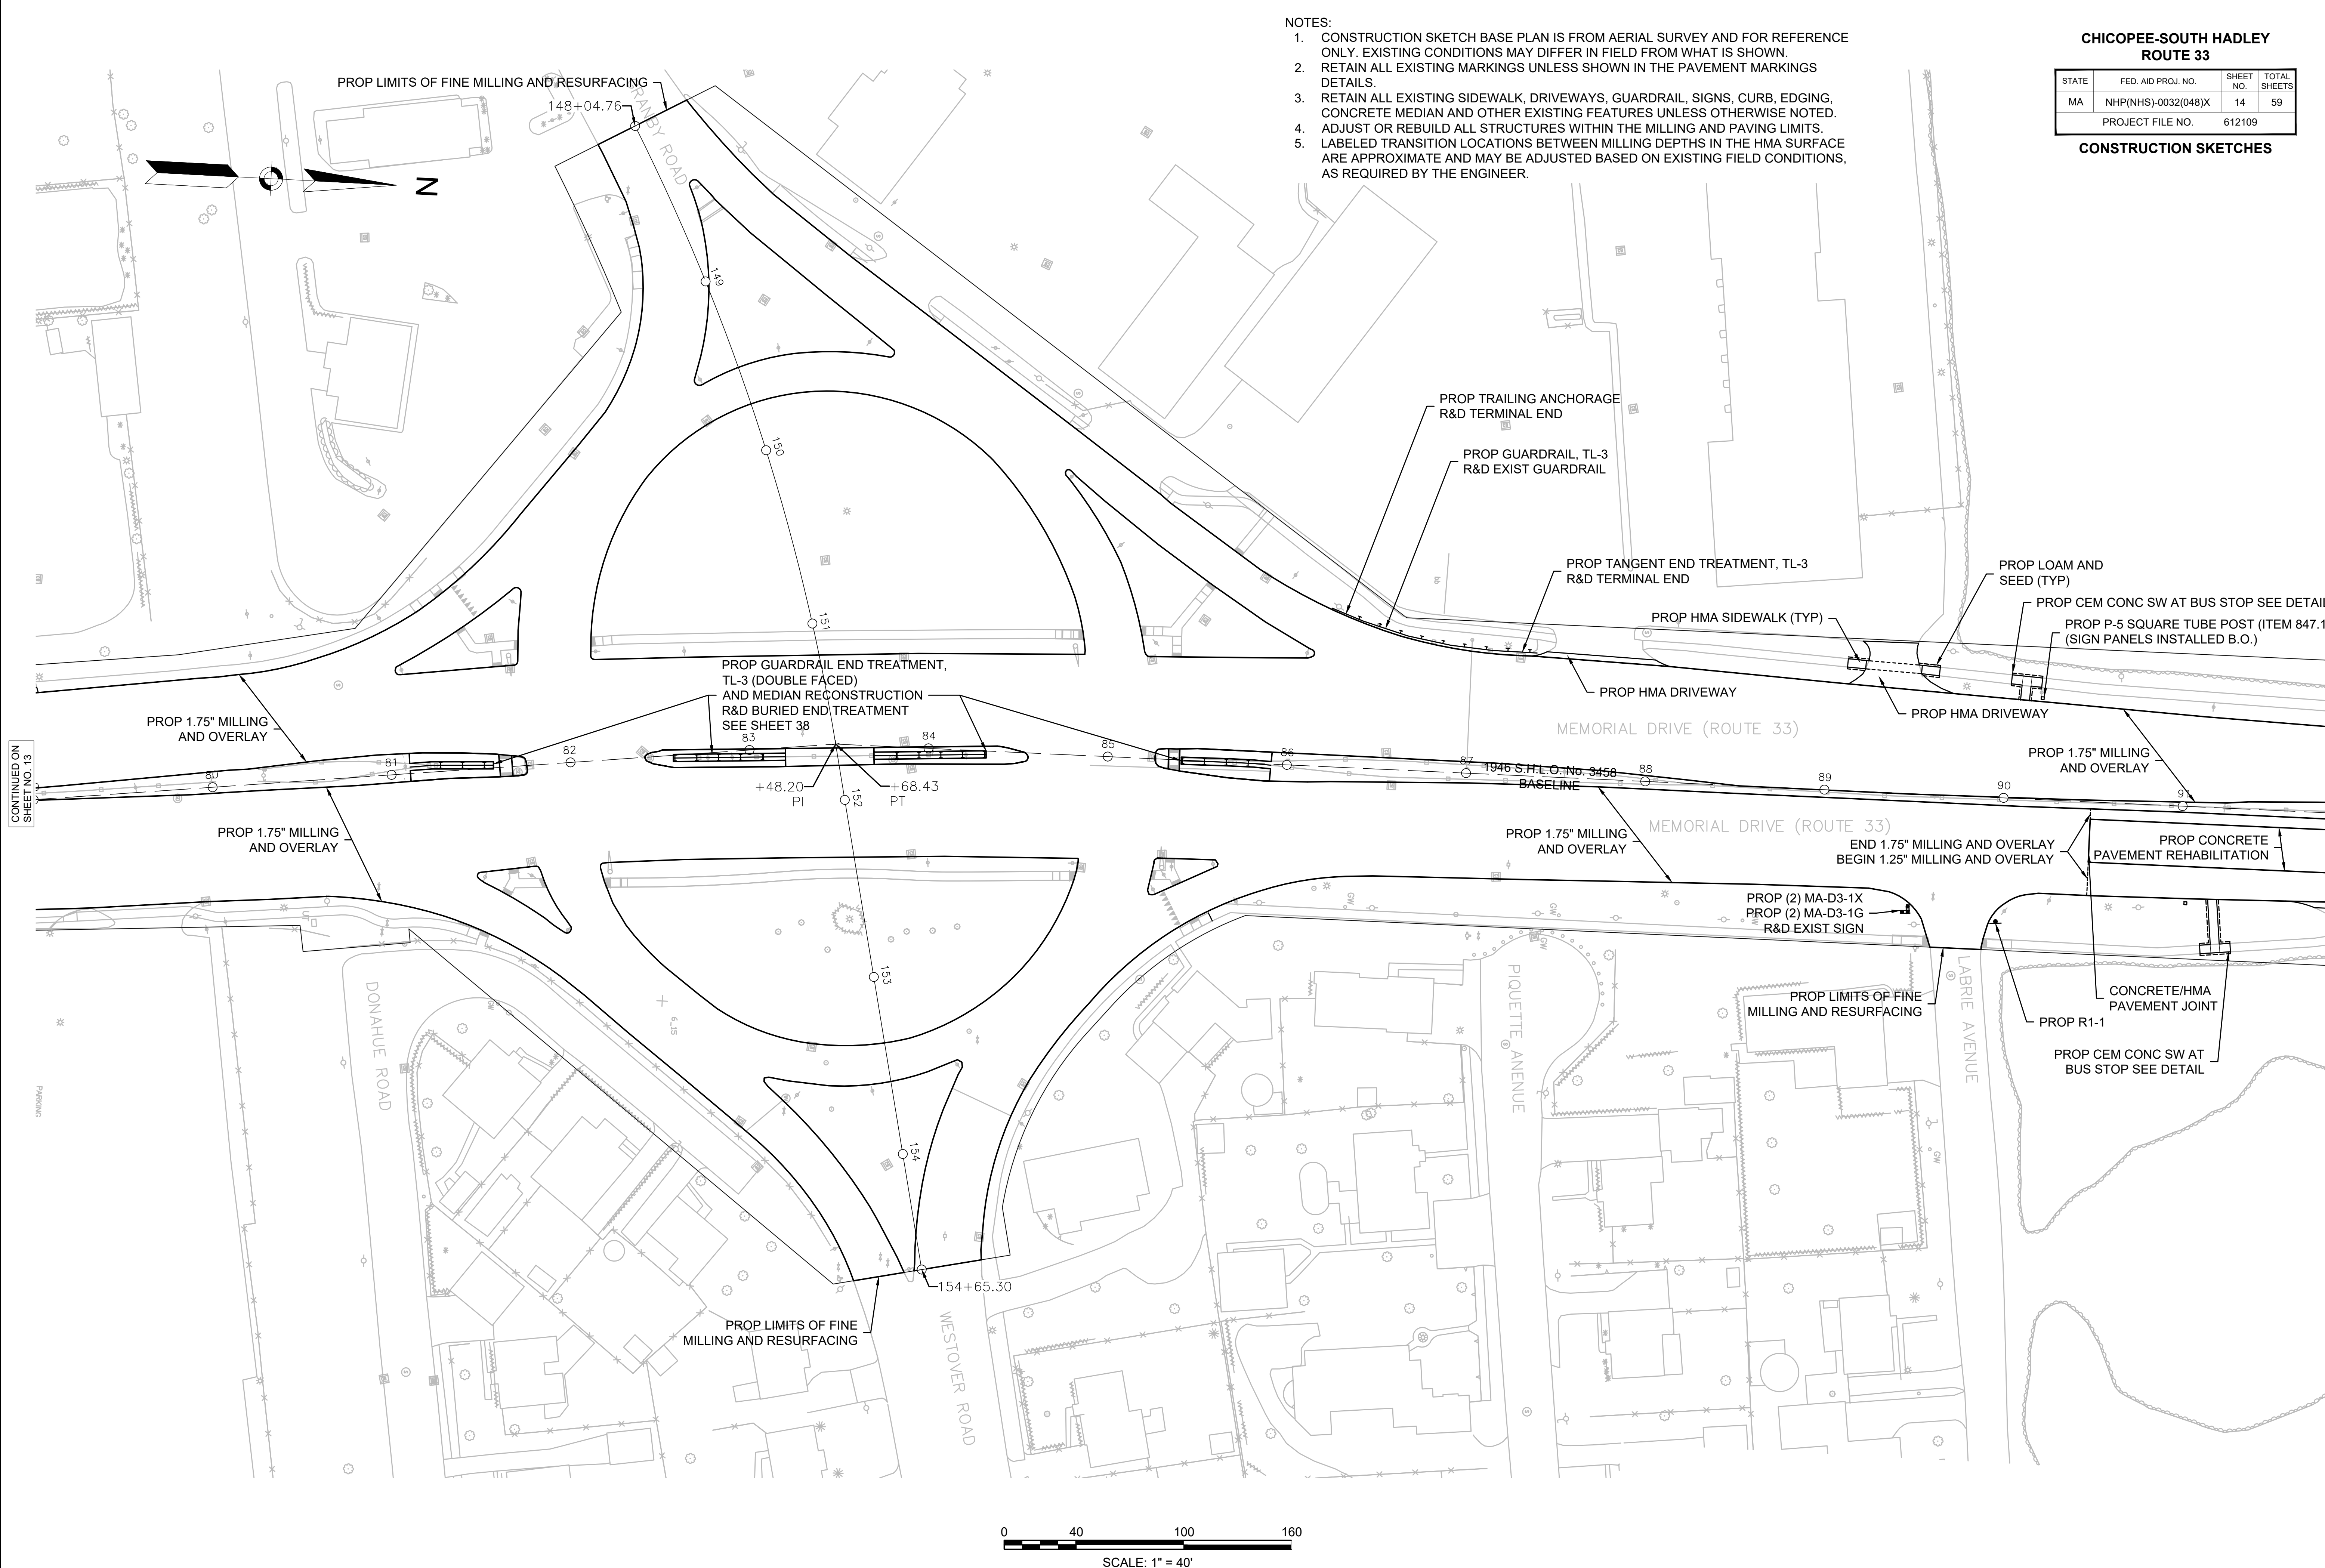 NOTES:
1. CONSTRUCTION SKETCH BASE PLAN IS FROM AERIAL SURVEY AND FOR REFERENCE
ONLY. EXISTING CONDITIONS MAY DIFFER IN FIELD FROM WHAT IS SHOWN.
2. RETAIN ALL EXISTING MARKINGS UNLESS SHOWN IN THE PAVEMENT MARKINGS
DETAILS.
3. RETAIN ALL EXISTING SIDEWALK, DRIVEWAYS, GUARDRAIL, SIGNS, CURB, EDGING,
CONCRETE MEDIAN AND OTHER EXISTING FEATURES UNLESS OTHERWISE NOTED.
4. ADJUST OR REBUILD ALL STRUCTURES WITHIN THE MILLING AND PAVING LIMITS.
5. LABELED TRANSITION LOCATIONS BETWEEN MILLING DEPTHS IN THE HMA SURFACE
ARE APPROXIMATE AND MAY BE ADJUSTED BASED ON EXISTING FIELD CONDITIONS,
AS REQUIRED BY THE ENGINEER.
CHICOPEE-SOUTH HADLEY
ROUTE 33
STATE FED. AID PROJ. NO. SHEET NO. TOTAL SHEETS
MA NHP(NHS)-0032(048)X 14 59
PROJECT FILE NO. 612109
CONSTRUCTION SKETCHES
PROP LIMITS OF FINE MILLING AND RESURFACING
148+04.76
GRANBY ROAD
N
149
150
151
PROP TRAILING ANCHORAGE
R&D TERMINAL END
PROP GUARDRAIL, TL-3
R&D EXIST GUARDRAIL
PROP TANGENT END TREATMENT, TL-3
R&D TERMINAL END
PROP LOAM AND
SEED (TYP)
PROP CEM CONC SW AT BUS STOP SEE DETAIL
PROP HMA SIDEWALK (TYP)
PROP P-5 SQUARE TUBE POST (ITEM 847.1
(SIGN PANELS INSTALLED B.O.)
PROP GUARDRAIL END TREATMENT,
TL-3 (DOUBLE FACED)
AND MEDIAN RECONSTRUCTION
R&D BURIED END TREATMENT
SEE SHEET 38
PROP HMA DRIVEWAY
PROP HMA DRIVEWAY
PROP 1.75" MILLING
AND OVERLAY
MEMORIAL DRIVE (ROUTE 33)
PROP 1.75" MILLING
AND OVERLAY
CONTINUED ON
SHEET NO. 13
80
81
82
83
84
85
86
87
88
89
90
91
1946 S.H.L.O. No. 3458
BASELINE
+48.20
PI
+68.43
PT
152
PROP 1.75" MILLING
AND OVERLAY
PROP 1.75" MILLING
AND OVERLAY
MEMORIAL DRIVE (ROUTE 33)
END 1.75" MILLING AND OVERLAY
BEGIN 1.25" MILLING AND OVERLAY
PROP CONCRETE
PAVEMENT REHABILITATION
PROP (2) MA-D3-1X
PROP (2) MA-D3-1G
R&D EXIST SIGN
153
DONAHUE ROAD
6_15
PIQUETTE ANENUE
LABRIE AVENUE
GW
GW
GW
GW
GW
GW
PROP LIMITS OF FINE
MILLING AND RESURFACING
CONCRETE/HMA
PAVEMENT JOINT
PROP R1-1
PROP CEM CONC SW AT
BUS STOP SEE DETAIL
PARKING
154
154+65.30
WESTOVER ROAD
PROP LIMITS OF FINE
MILLING AND RESURFACING
0 40 100 160
SCALE: 1" = 40'